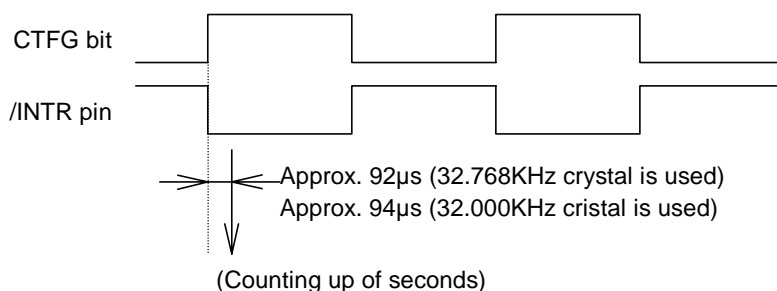 CTFG bit
/INTR pin
Approx. 92µs (32.768KHz crystal is used)
Approx. 94µs (32.000KHz cristal is used)
(Counting up of seconds)